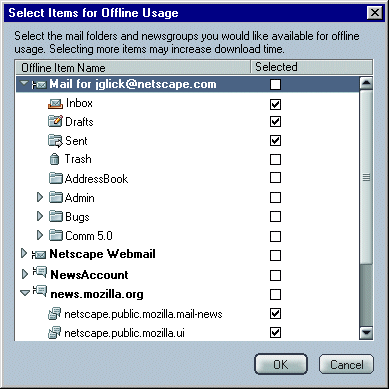 Select Items for Offline Usage
Select the mail folders and newsgroups you would like available for offline
usage. Selecting more items may increase download time.
Offline Item Name Selected
Mail for jglick@netscape.com
Inbox
Drafts
Sent
Trash
AddressBook
Admin
Bugs
Comm 5.0
Netscape Webmail
NewsAccount
news.mozilla.org
netscape.public.mozilla.mail-news
netscape.public.mozilla.ui
OK Cancel